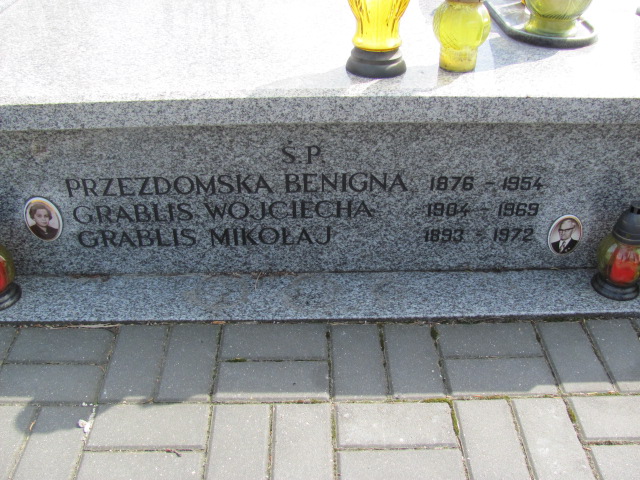 Ś.P.
PRZEZDOMSKA BENIGNA 1876 - 1954
GRABLIS WOJCIECHA 1904 - 1969
GRABLIS MIKOŁAJ 1893 - 1972